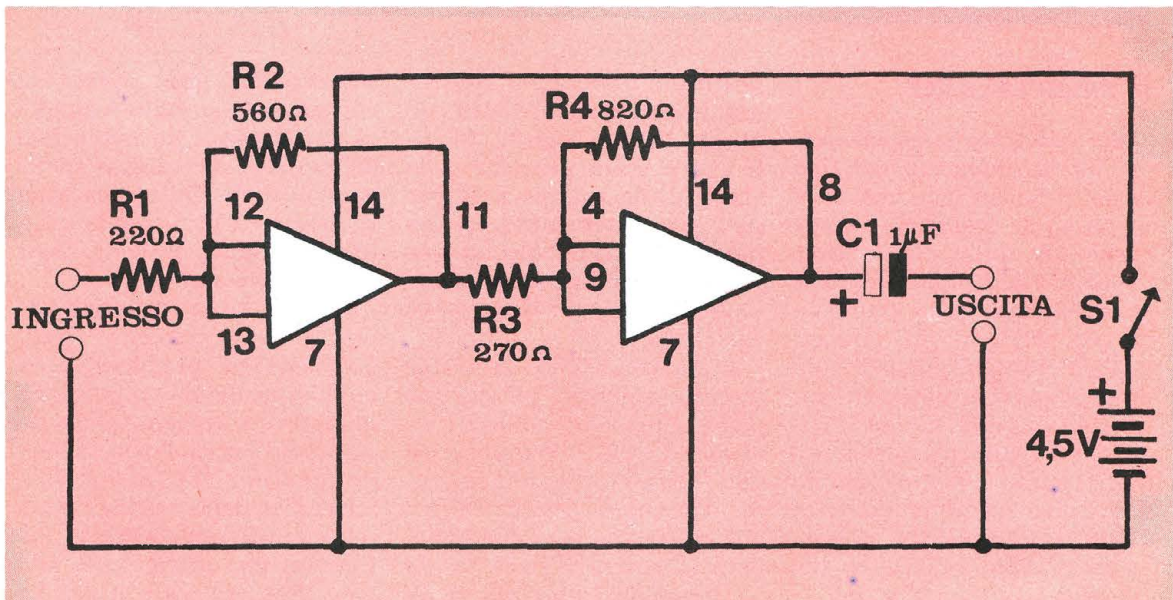 R2
560Ω
R4 820Ω
R1
220Ω
12
14
11
4
14
8
C1 1µF
9
INGRESSO
13
7
R3
270Ω
7
+
USCITA
S1
+
4,5V